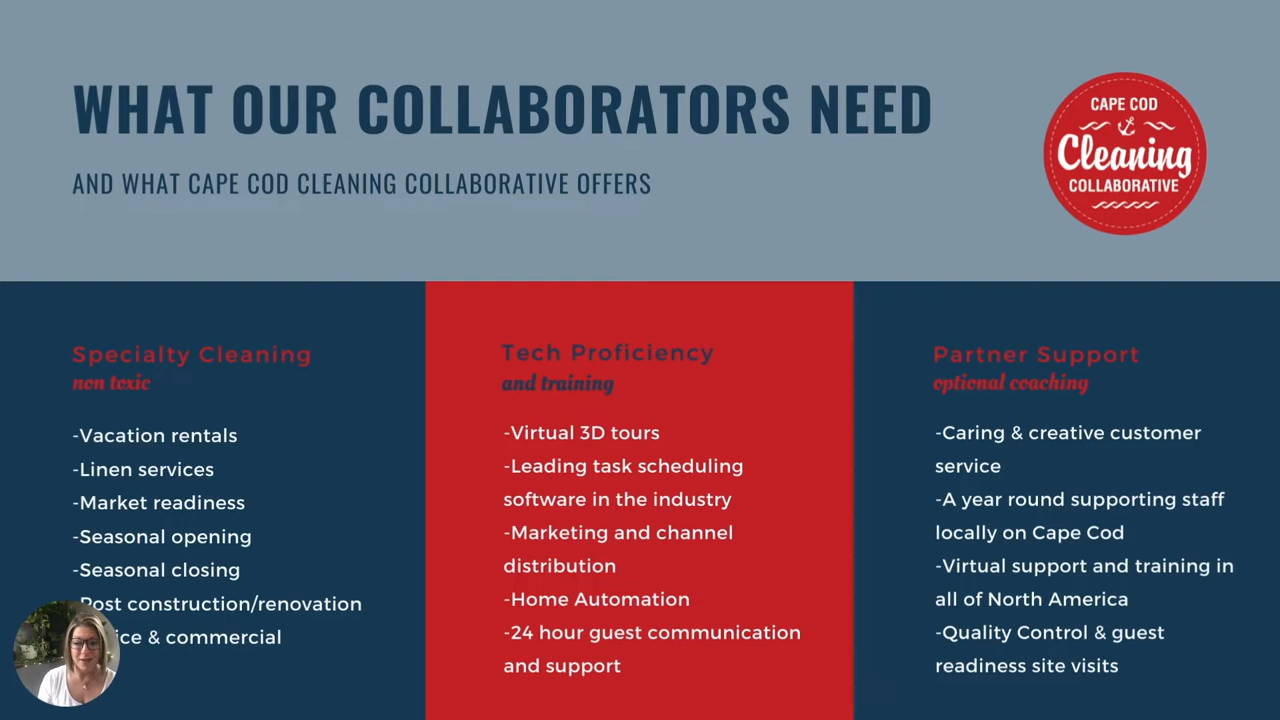 WHAT OUR COLLABORATORS NEED
AND WHAT CAPE COD CLEANING COLLABORATIVE OFFERS
CAPE COD
Cleaning
COLLABORATIVE
Specialty Cleaning
non toxic
-Vacation rentals
-Linen services
-Market readiness
-Seasonal opening
-Seasonal closing
Post construction/renovation
& commercial
Tech Proficiency
and training
-Virtual 3D tours
-Leading task scheduling
software in the industry
-Marketing and channel
distribution
-Home Automation
-24 hour guest communication
and support
Partner Support
optional coaching
-Caring & creative customer
service
-A year round supporting staff
locally on Cape Cod
-Virtual support and training in
all of North America
-Quality Control & guest
readiness site visits